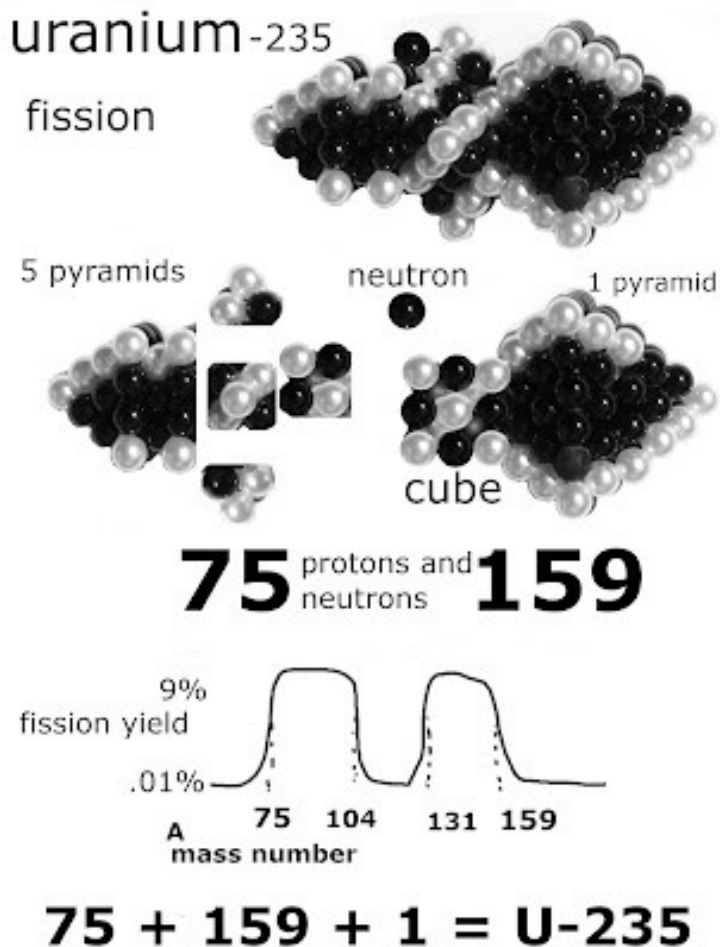 uranium-235
fission
5 pyramids
neutron
1 pyramid
cube
75 protons and neutrons 159
9%
fission yield
.01%
75 104 131 159
A
mass number
75 + 159 + 1 = U-235